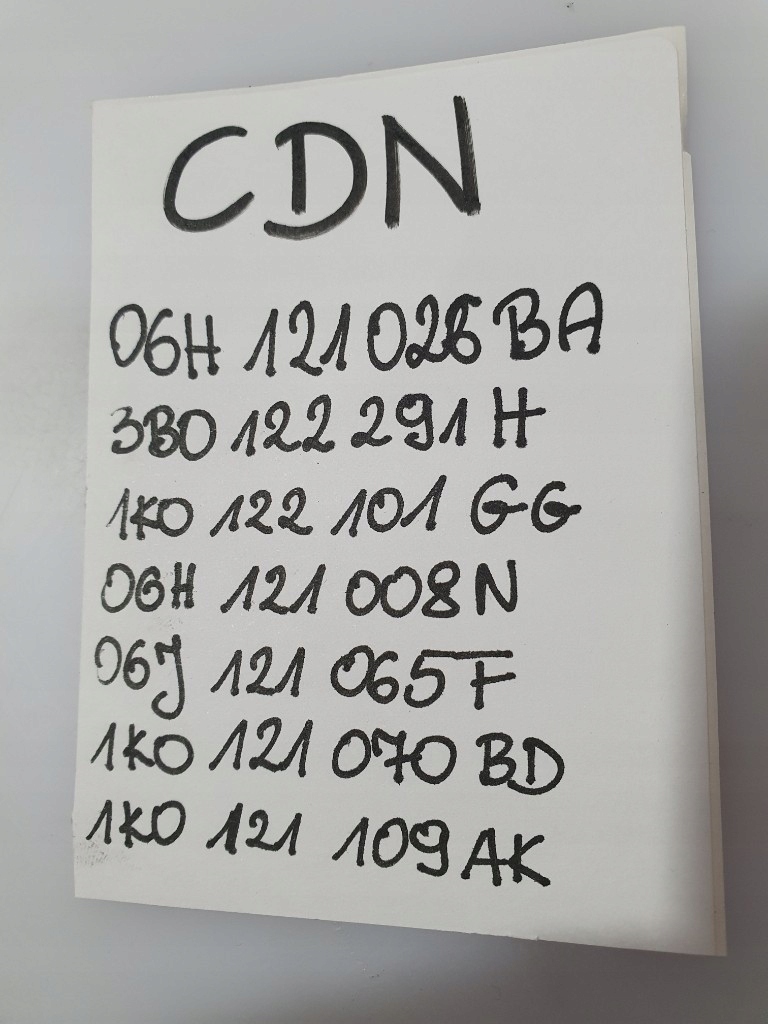 CDN
06H 121 026 BA
3B0 122 291 H
1K0 122 101 GG
06H 121 008 N
06J 121 065 F
1K0 121 070 BD
1K0 121 109 AK